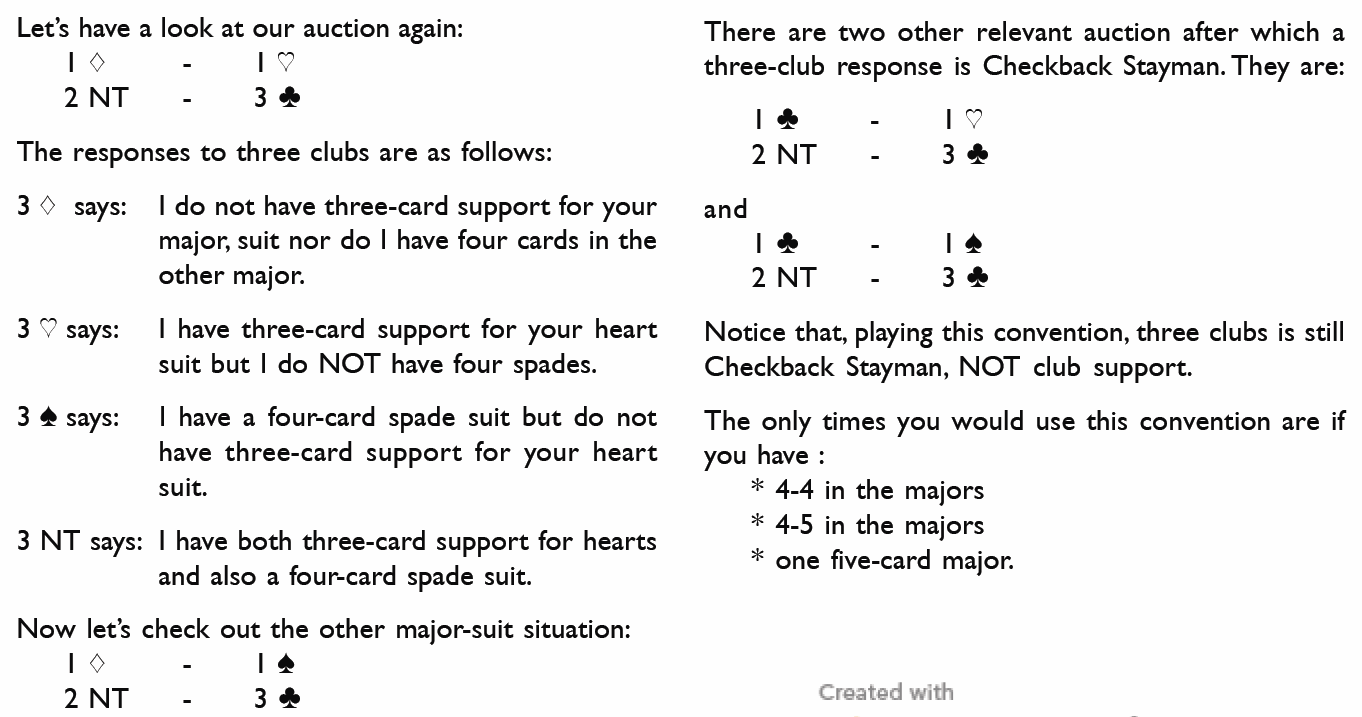 Let's have a look at our auction again:
1 ♢ - 1 ♡
2 NT - 3 ♣
The responses to three clubs are as follows:
3 ♢ says: I do not have three-card support for your
major, suit nor do I have four cards in the
other major.
3 ♡ says: I have three-card support for your heart
suit but I do NOT have four spades.
3 ♠ says: I have a four-card spade suit but do not
have three-card support for your heart
suit.
3 NT says: I have both three-card support for hearts
and also a four-card spade suit.
Now let's check out the other major-suit situation:
1 ♢ - 1 ♠
2 NT - 3 ♣
There are two other relevant auction after which a
three-club response is Checkback Stayman. They are:
1 ♣ - 1 ♡
2 NT - 3 ♣
and
1 ♣ - 1 ♠
2 NT - 3 ♣
Notice that, playing this convention, three clubs is still
Checkback Stayman, NOT club support.
The only times you would use this convention are if
you have :
* 4-4 in the majors
* 4-5 in the majors
* one five-card major.
Created with